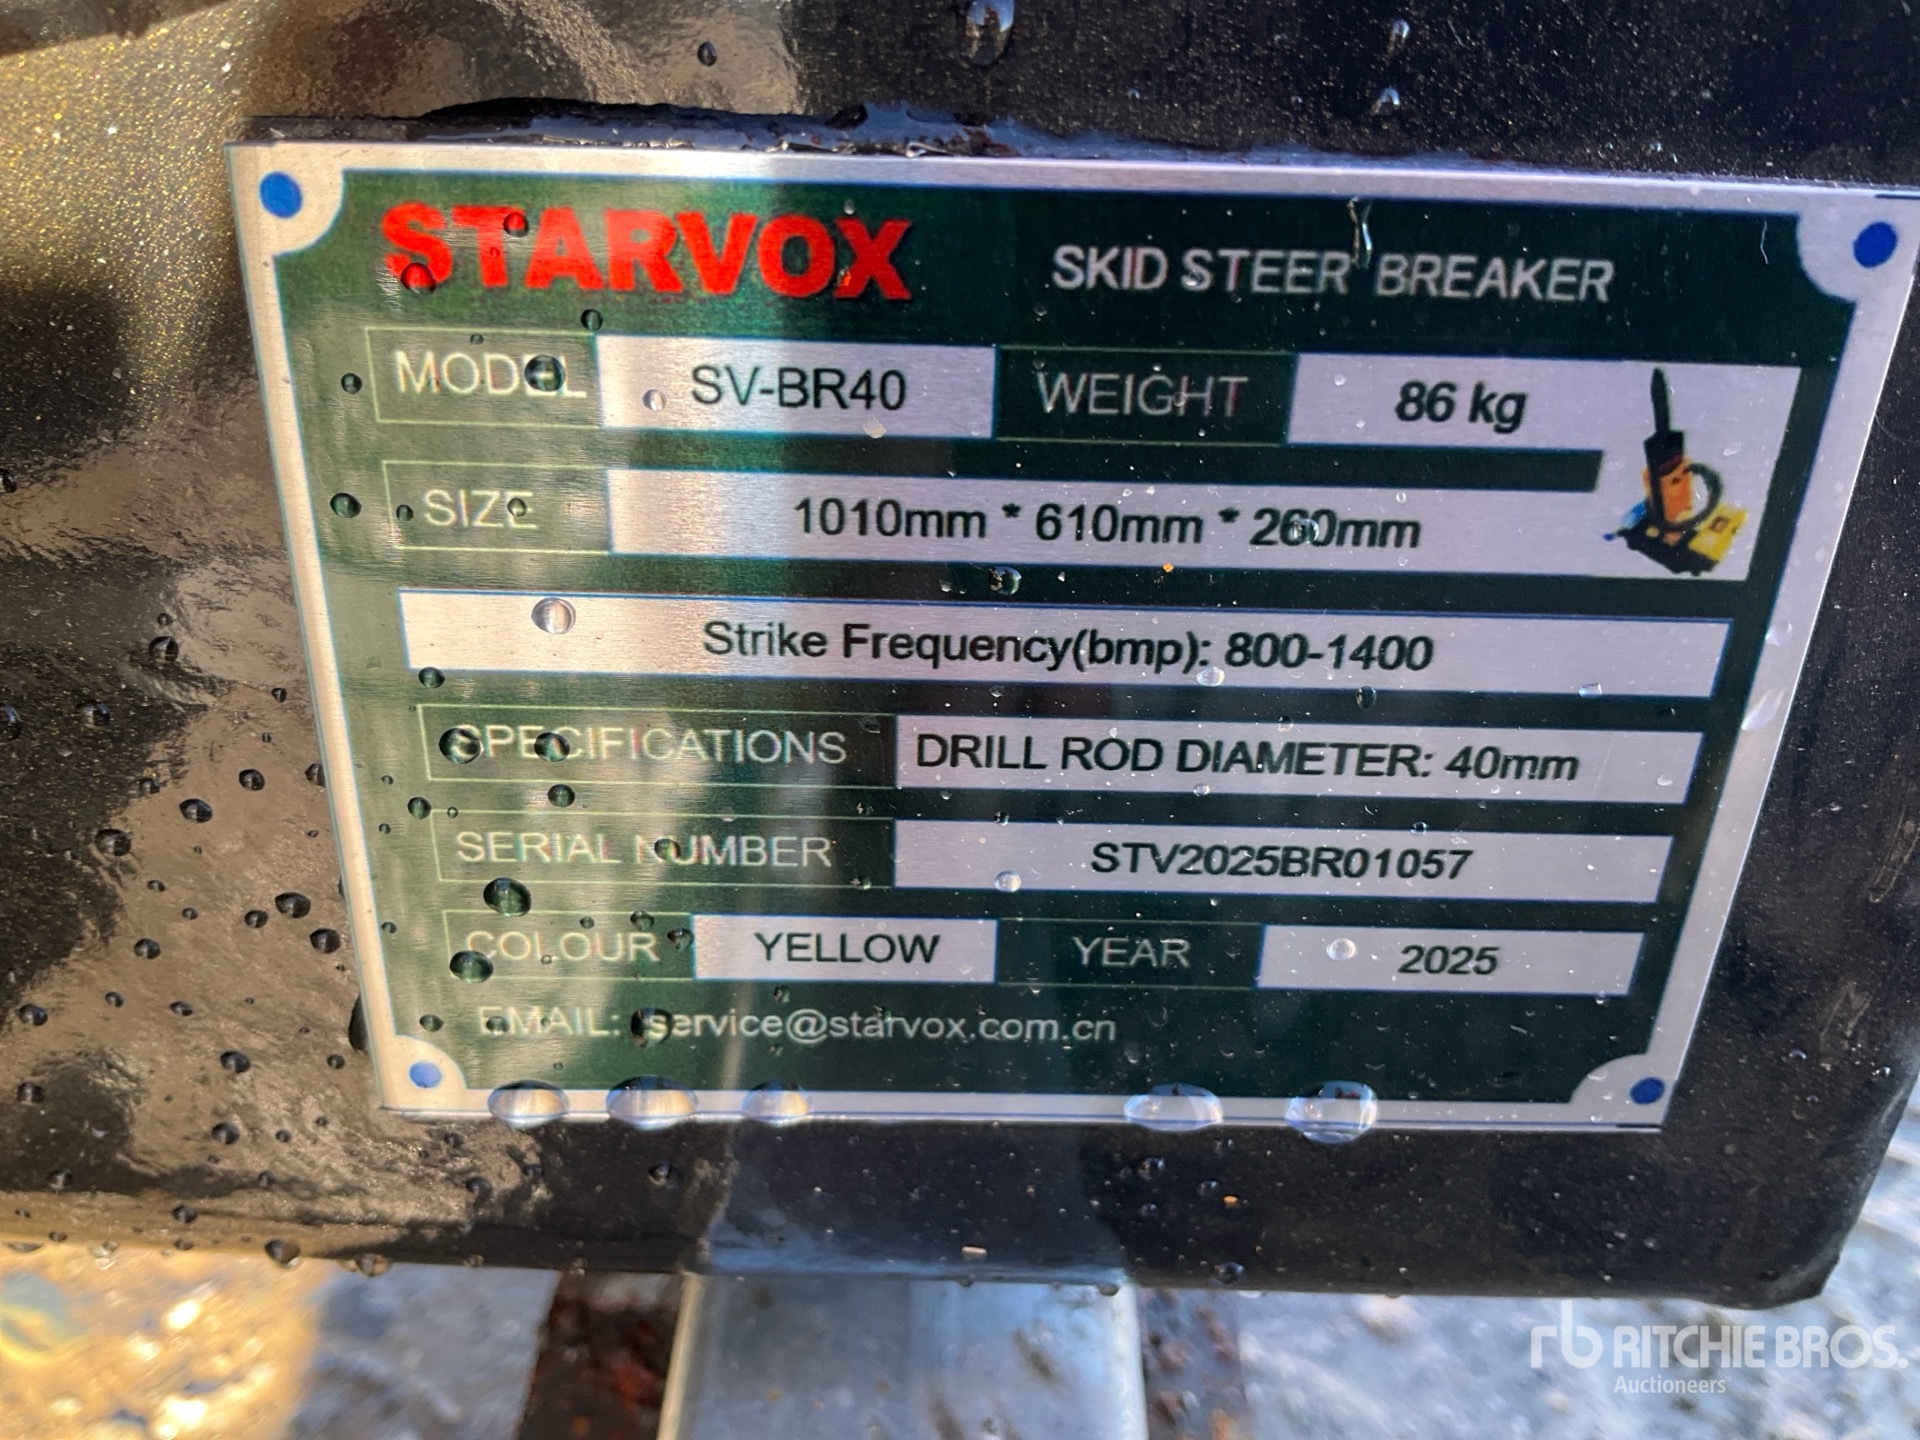 STARVOX SKID STEER BREAKER
MODEL SV-BR40 WEIGHT 86 kg
SIZE 1010mm * 610mm * 260mm
Strike Frequency(bmp): 800-1400
SPECIFICATIONS DRILL ROD DIAMETER: 40mm
SERIAL NUMBER STV2025BR01057
COLOUR YELLOW YEAR 2025
EMAIL: service@starvox.com.cn
rb RITCHIE BROS.
Auctioneers